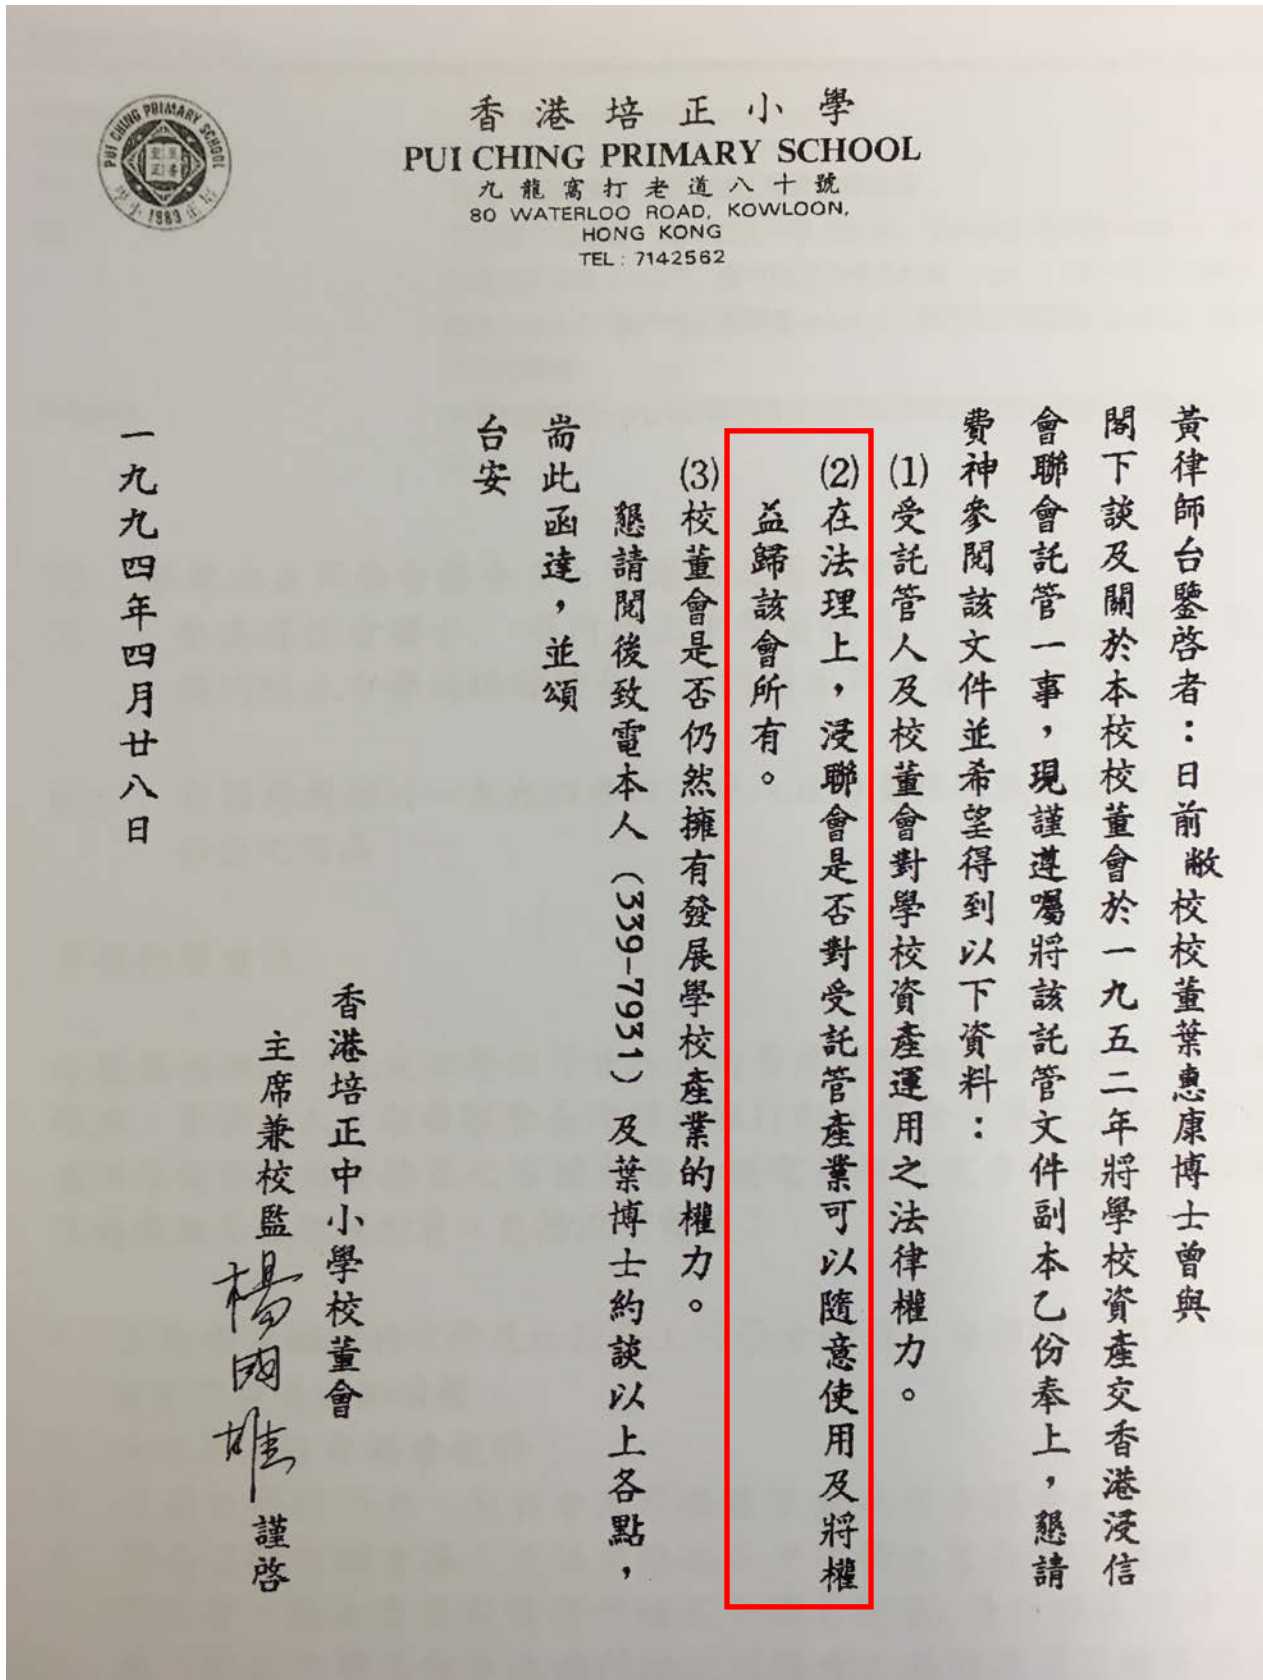 PUI CHING PRIMARY SCHOOL
至善
至正
1889
香港培正小學
PUI CHING PRIMARY SCHOOL
九龍窩打老道八十號
80 WATERLOO ROAD, KOWLOON,
HONG KONG
TEL: 7142562
黃律師台鑒啓者：日前敝校校董葉惠康博士曾與
閣下談及關於本校校董會於一九五二年將學校資產交香港浸信
會聯會託管一事，現謹遵囑將該託管文件副本乙份奉上，懇請
費神參閱該文件並希望得到以下資料：
(1)受託管人及校董會對學校資產運用之法律權力。
(2)在法理上，浸聯會是否對受託管產業可以隨意使用及將權
益歸該會所有。
(3)校董會是否仍然擁有發展學校產業的權力。
懇請閱後致電本人（339-7931）及葉博士約談以上各點，
耑此函達，並頌
台安
香港培正中小學校董會
主席兼校監 楊國雄 謹啓
一九九四年四月廿八日